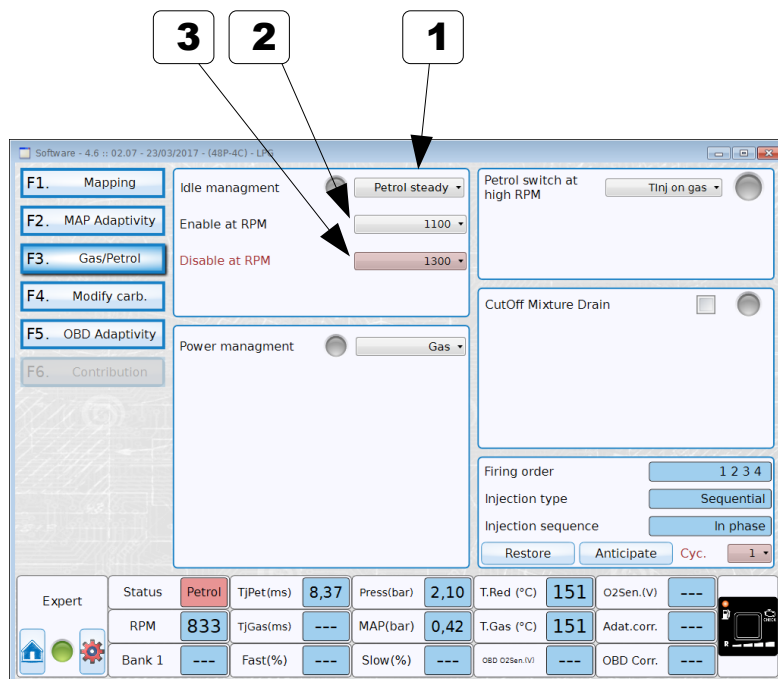 3 2 1
Software - 4.6 :: 02.07 - 23/03/2017 - (48P-4C) - LPG
F1. Mapping
F2. MAP Adaptivity
F3. Gas/Petrol
F4. Modify carb.
F5. OBD Adaptivity
F6. Contribution
Idle managment Petrol steady
Enable at RPM 1100
Disable at RPM 1300
Power managment Gas
Petrol switch at
high RPM
TInj on gas
CutOff Mixture Drain
Firing order 1 2 3 4
Injection type Sequential
Injection sequence In phase
Restore Anticipate Cyc. 1
Expert
Status Petrol TjPet(ms) 8,37 Press(bar) 2,10 T.Red (°C) 151 O2Sen.(V) ---
RPM 833 TjGas(ms) --- MAP(bar) 0,42 T.Gas (°C) 151 Adat.corr. ---
Bank 1 --- Fast(%) --- Slow(%) --- OBD O2Sen.(V) --- OBD Corr. ---
CHECK
R